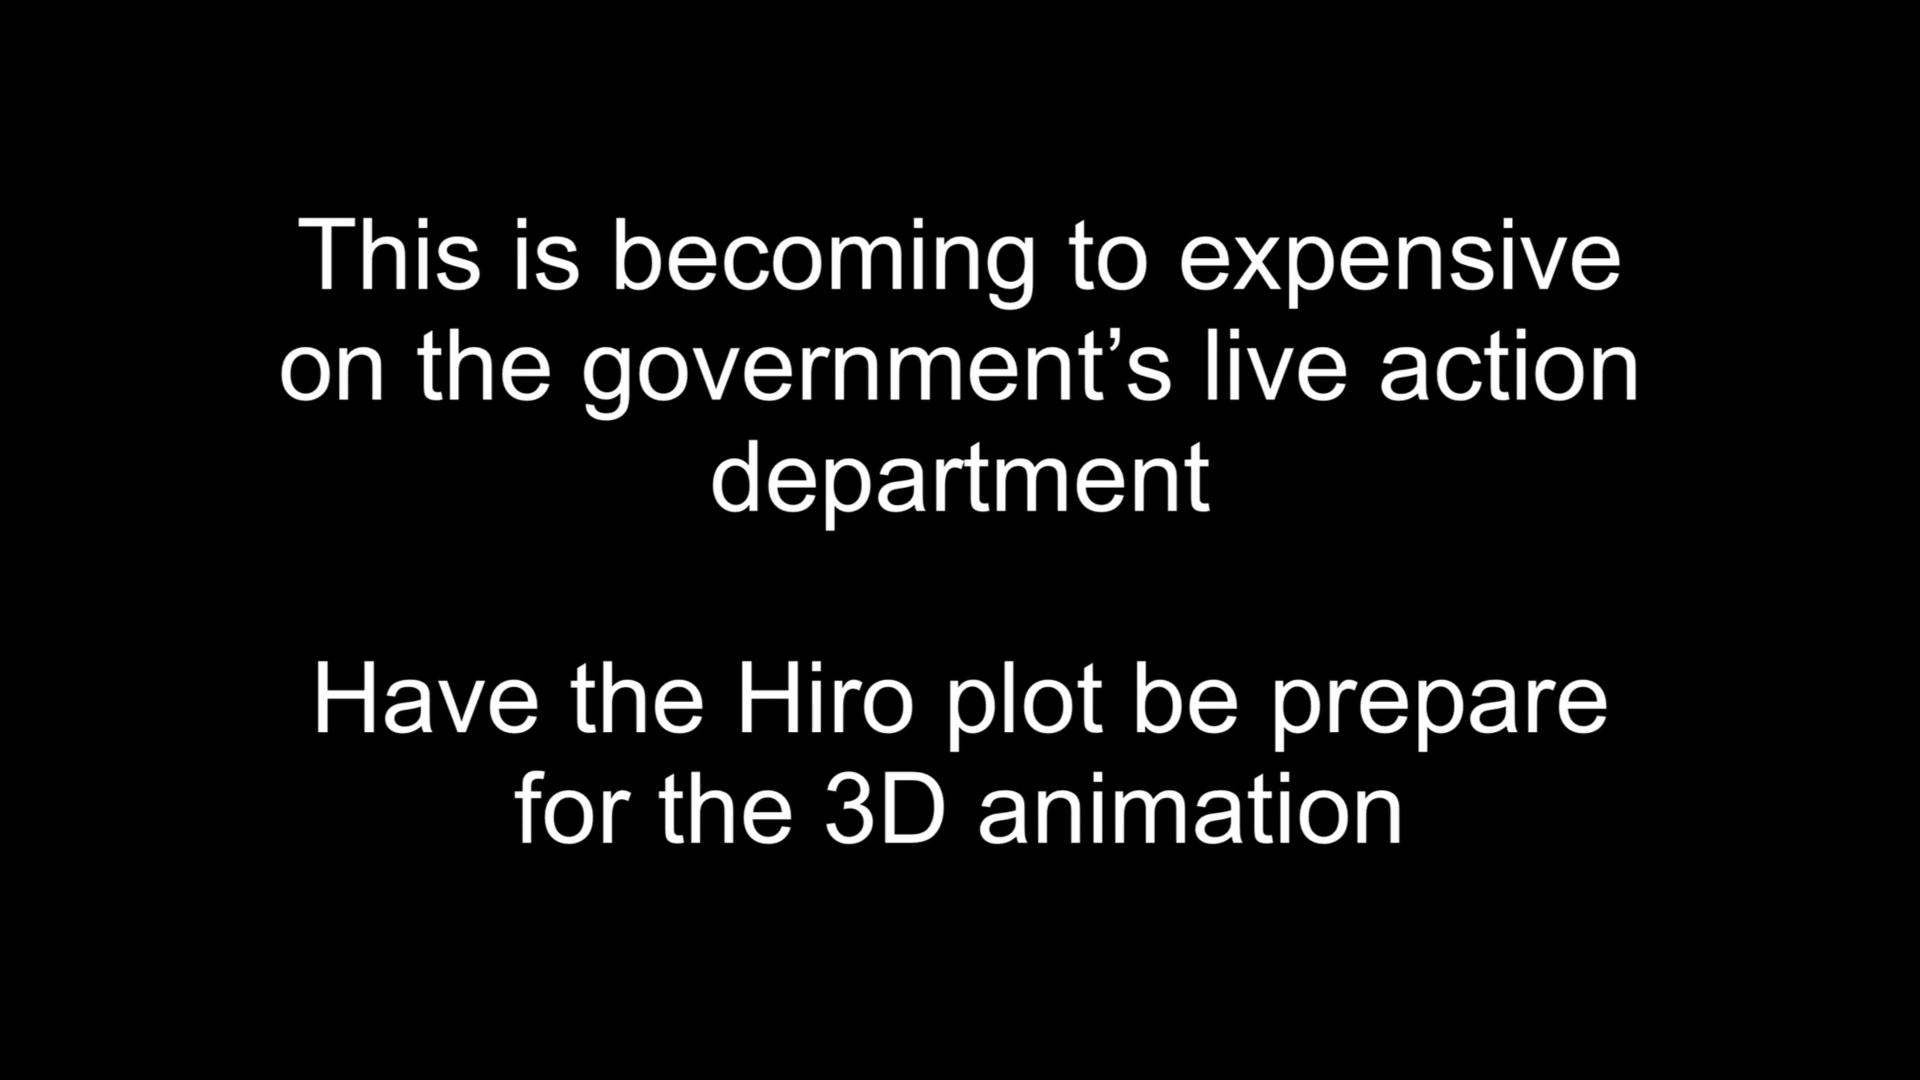 This is becoming to expensive
on the government’s live action
department
Have the Hiro plot be prepare
for the 3D animation